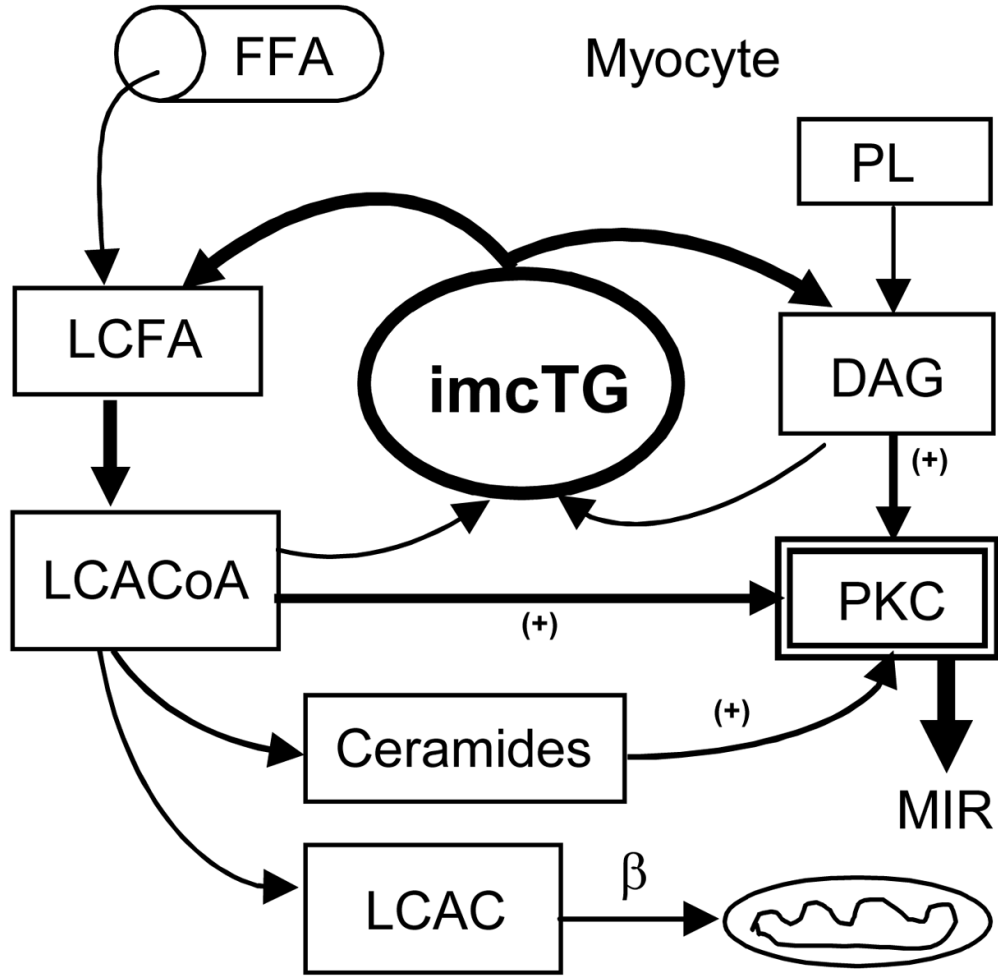 FFA
Myocyte
PL
LCFA
imcTG
DAG
(+)
LCACoA
(+)
PKC
Ceramides
(+)
MIR
LCAC
β